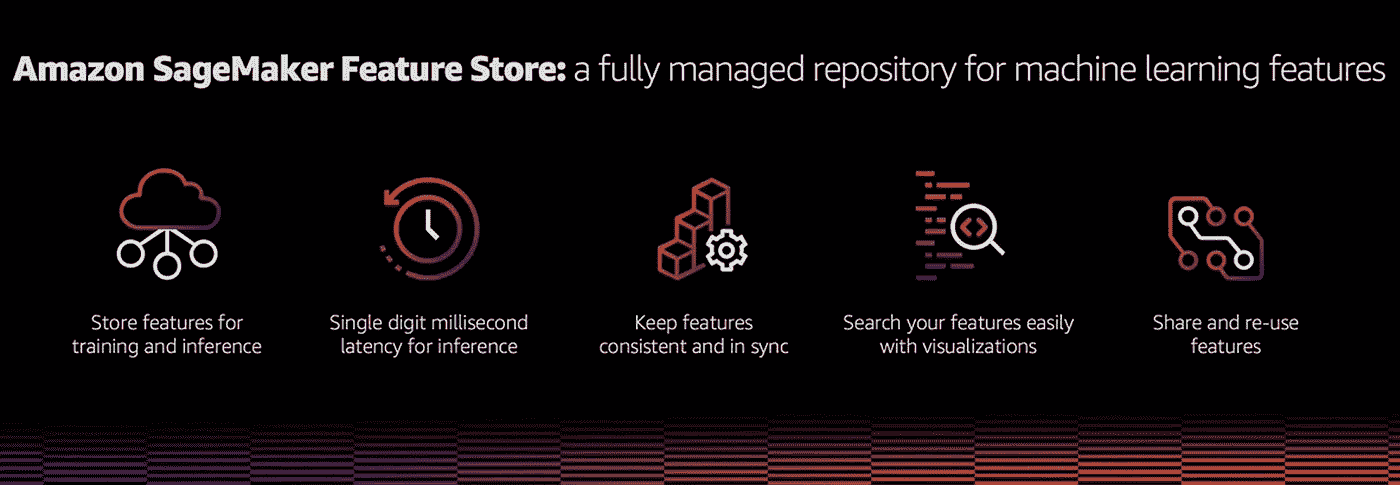 Amazon SageMaker Feature Store: a fully managed repository for machine learning features
Store features for
training and inference
Single digit millisecond
latency for inference
Keep features
consistent and in sync
Search your features easily
with visualizations
Share and re-use
features